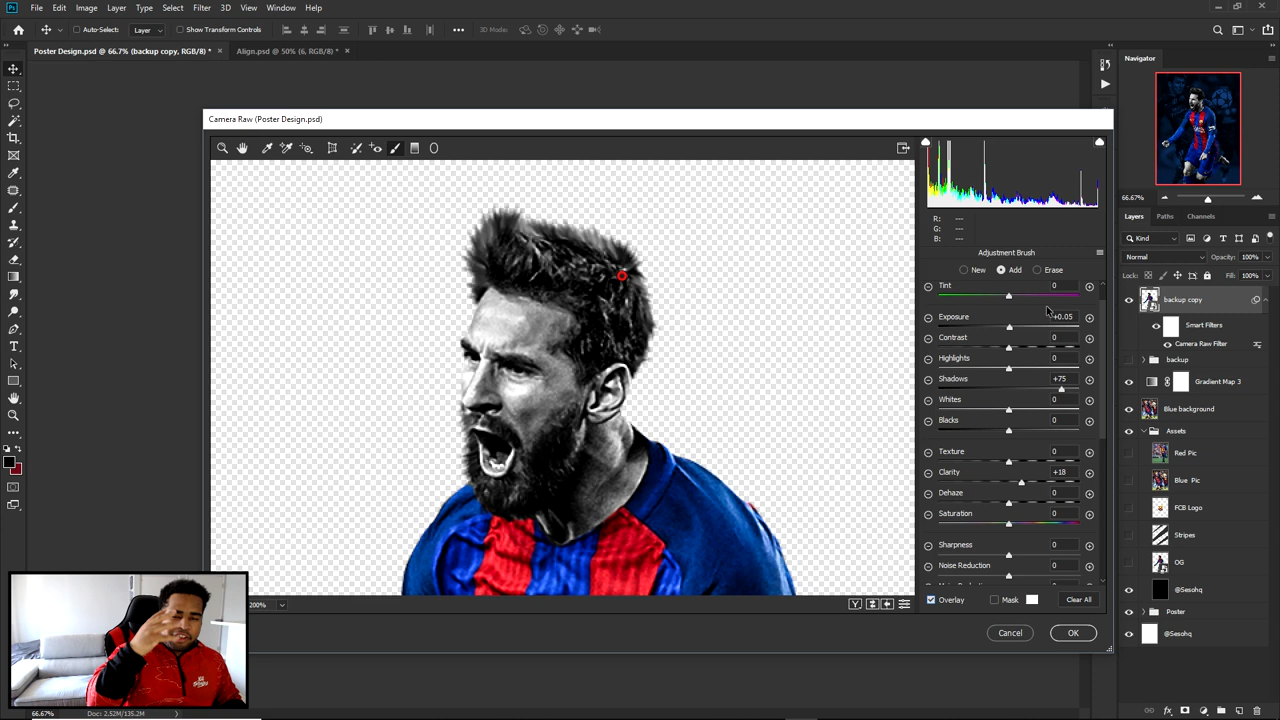 Ps File Edit Image Layer Type Select Filter 3D View Window Help
Auto-Select: Layer Show Transform Controls 3D Mode:
Poster Design.psd @ 66.7% (backup copy, RGB/8) * × Align.psd @ 50% (6, RGB/8) * ×
Navigator
66.67%
Camera Raw (Poster Design.psd)
R: ---
G: ---
B: ---
Adjustment Brush
New Add Erase
Tint 0
Exposure +0.05
Contrast 0
Highlights 0
Shadows +75
Whites 0
Blacks 0
Texture 0
Clarity +18
Dehaze 0
Saturation 0
Sharpness 0
Noise Reduction 0
200%
Y
Overlay Mask Clear All
Cancel OK
Layers Paths Channels
Kind
Normal Opacity: 100%
Lock: Fill: 100%
backup copy
Smart Filters
Camera Raw Filter
backup
Gradient Map 3
Blue background
Assets
Red Pic
Blue Pic
FCB Logo
Stripes
OG
@Sesohq
Poster
@Sesohq
66.67% Doc: 2.52M/135.2M
fx